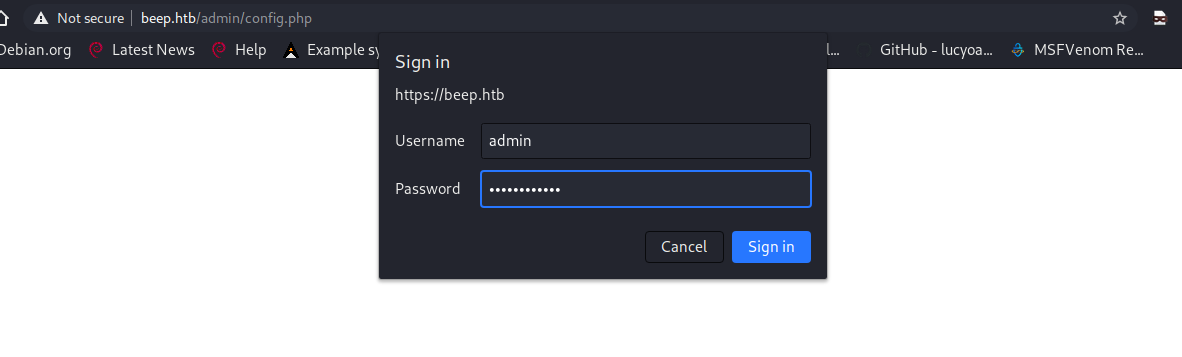 Not secure beep.htb/admin/config.php
Debian.org Latest News Help Example sy l... GitHub - lucyoa... MSFVenom Re...
Sign in
https://beep.htb
Username admin
Password ••••••••••••
Cancel Sign in